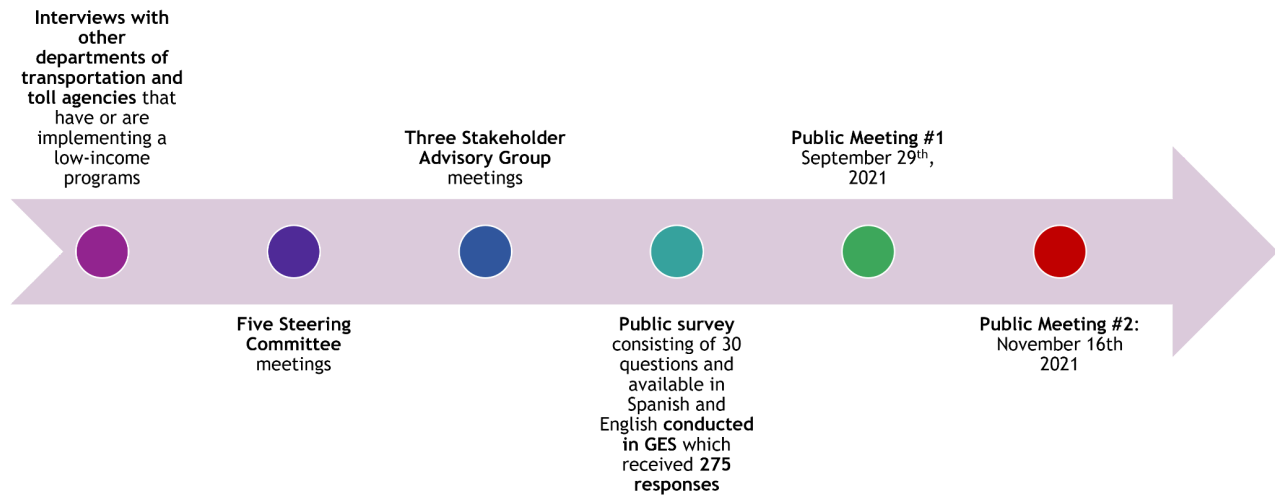 Interviews with
other
departments of
transportation and
toll agencies that
have or are
implementing a
low-income
programs
Five Steering
Committee
meetings
Three Stakeholder
Advisory Group
meetings
Public survey
consisting of 30
questions and
available in
Spanish and
English conducted
in GES which
received 275
responses
Public Meeting #1
September 29th,
2021
Public Meeting #2:
November 16th
2021